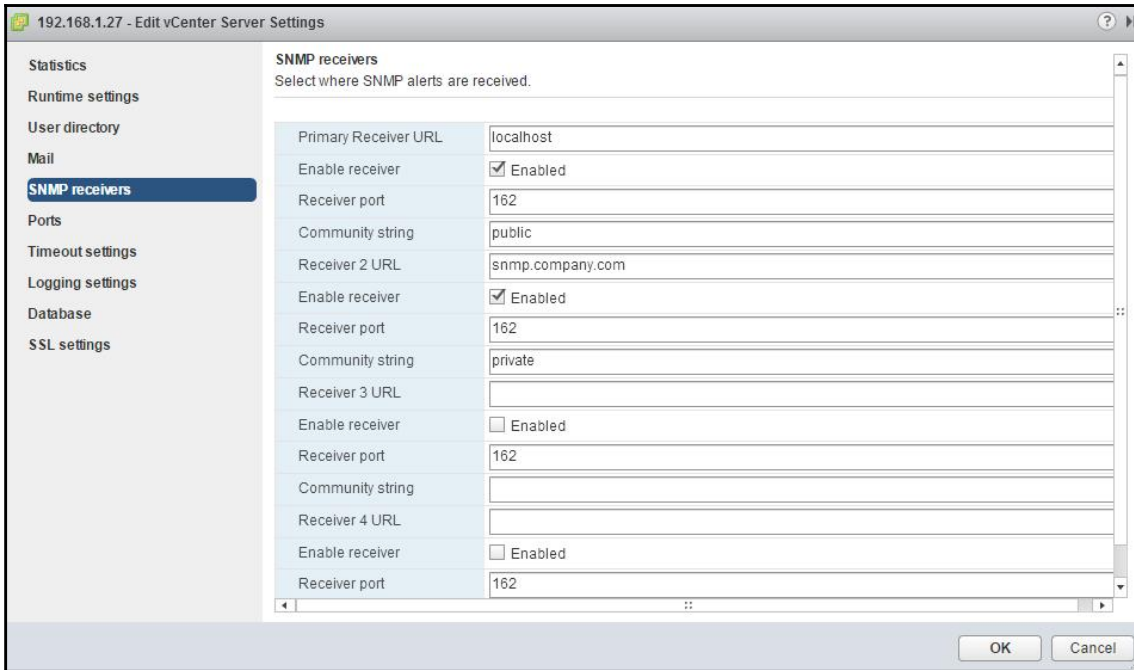 192.168.1.27 - Edit vCenter Server Settings
?
Statistics
Runtime settings
User directory
Mail
SNMP receivers
Ports
Timeout settings
Logging settings
Database
SSL settings
SNMP receivers
Select where SNMP alerts are received.
Primary Receiver URL localhost
Enable receiver Enabled
Receiver port 162
Community string public
Receiver 2 URL snmp.company.com
Enable receiver Enabled
Receiver port 162
Community string private
Receiver 3 URL
Enable receiver Enabled
Receiver port 162
Community string
Receiver 4 URL
Enable receiver Enabled
Receiver port 162
OK Cancel